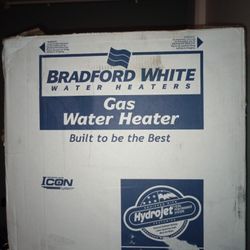 BRADFORD WHITE
WATER HEATERS
Gas
Water Heater
Built to be the Best
ICON
Hydrojet